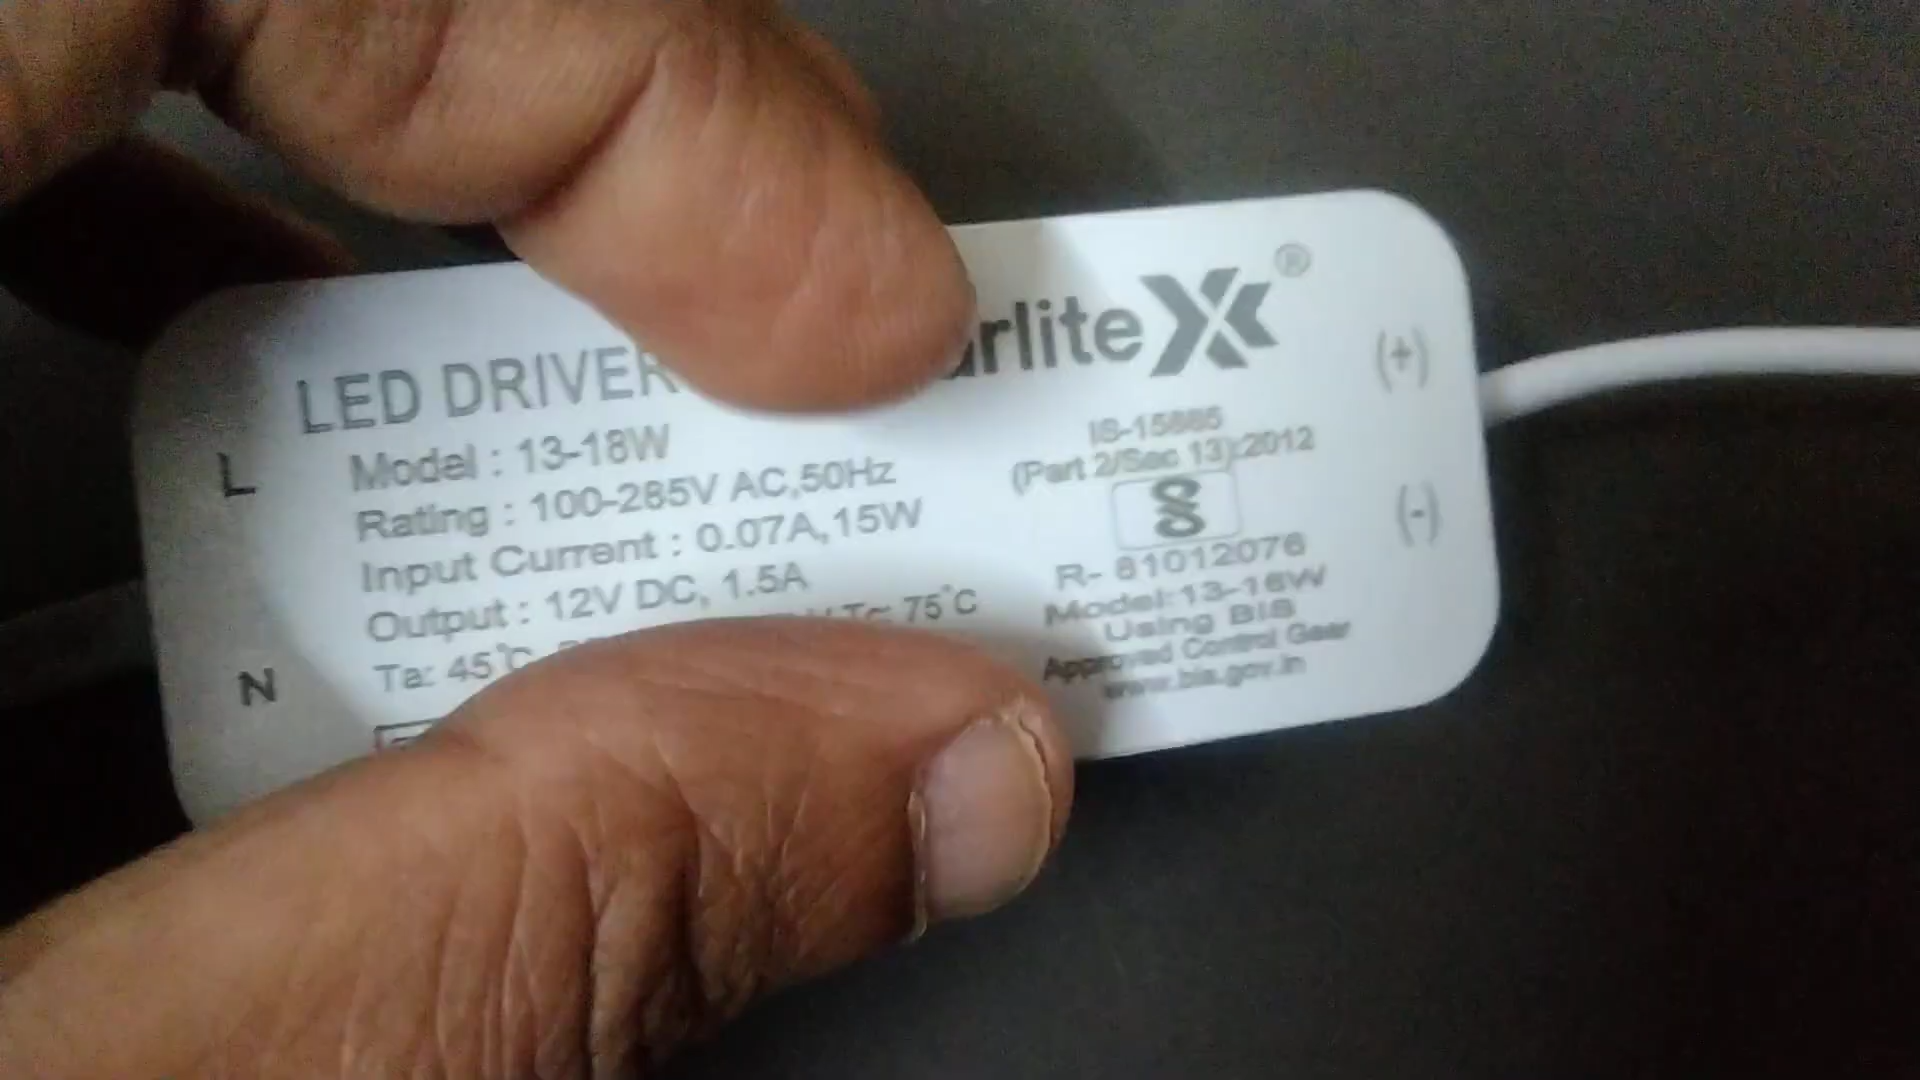 LED DRIVER
rlite X ®
L
N
(+)
(-)
Model : 13-18W
Rating : 100-285V AC,50Hz
Input Current : 0.07A,15W
Output : 12V DC, 1.5A
Ta: 45°C
Tc 75°C
IS-15885
(Part 2/Sec 13):2012
R- 81012076
Model:13-18W
Using BIS
Approved Control Gear
www.bis.gov.in